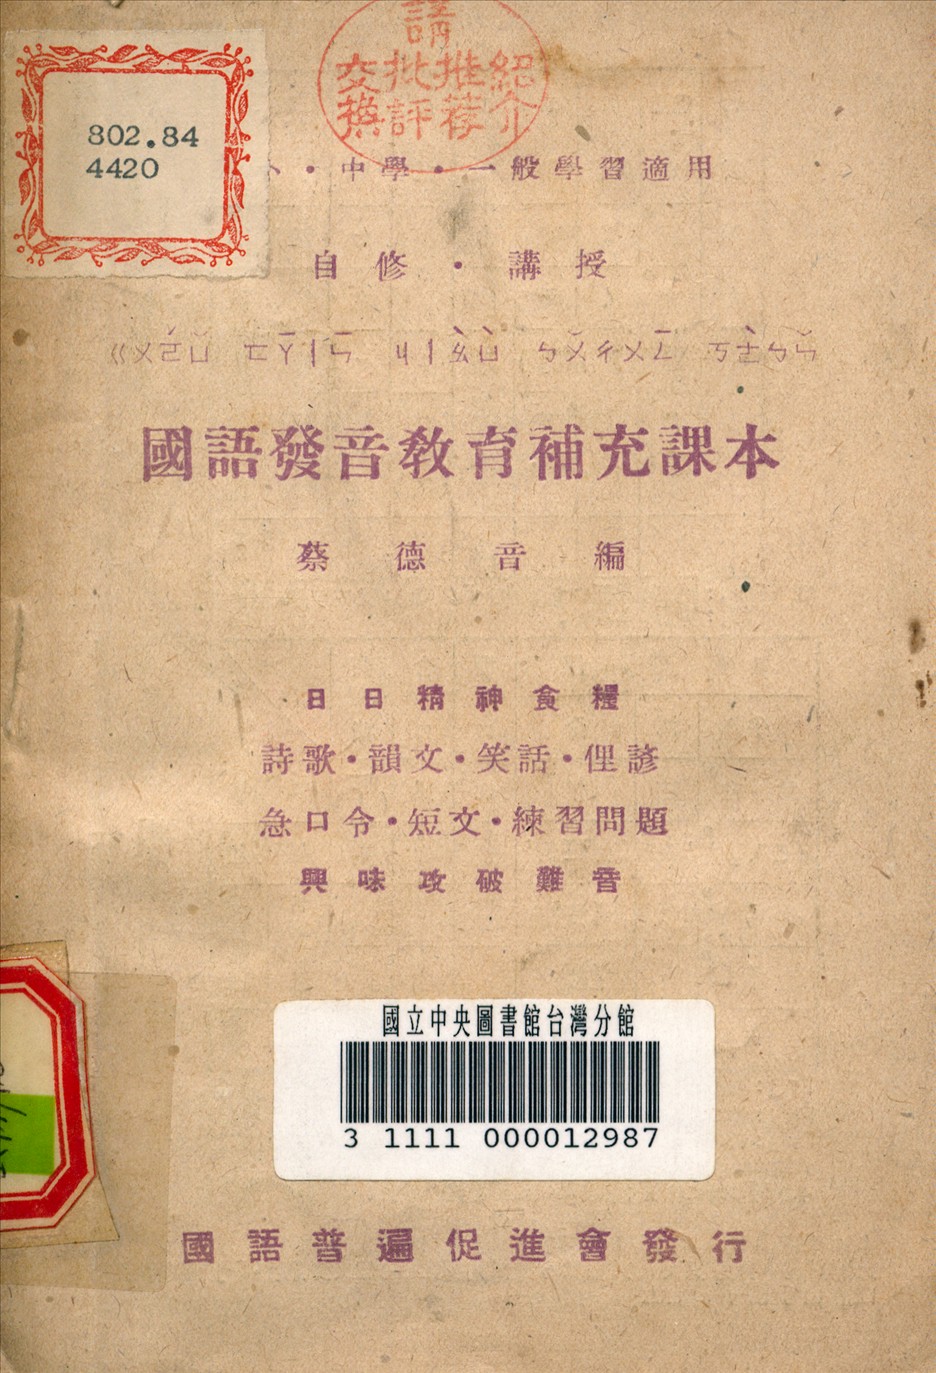 請
交批推紹
換評荐介
802.84
4420
·中學·一般學習適用
自修·講授
ㄍㄨㄛˊㄩˇ ㄈㄚㄧㄣ ㄐㄧㄠˋㄩˋ ㄅㄨˇㄔㄨㄥ ㄎㄜˋㄅㄣˇ
國語發音教育補充課本
蔡德音編
日日精神食糧
詩歌·韻文·笑話·俚諺
急口令·短文·練習問題
興味攻破難音
國立中央圖書館台灣分館
3 1111 000012987
國語普遍促進會發行